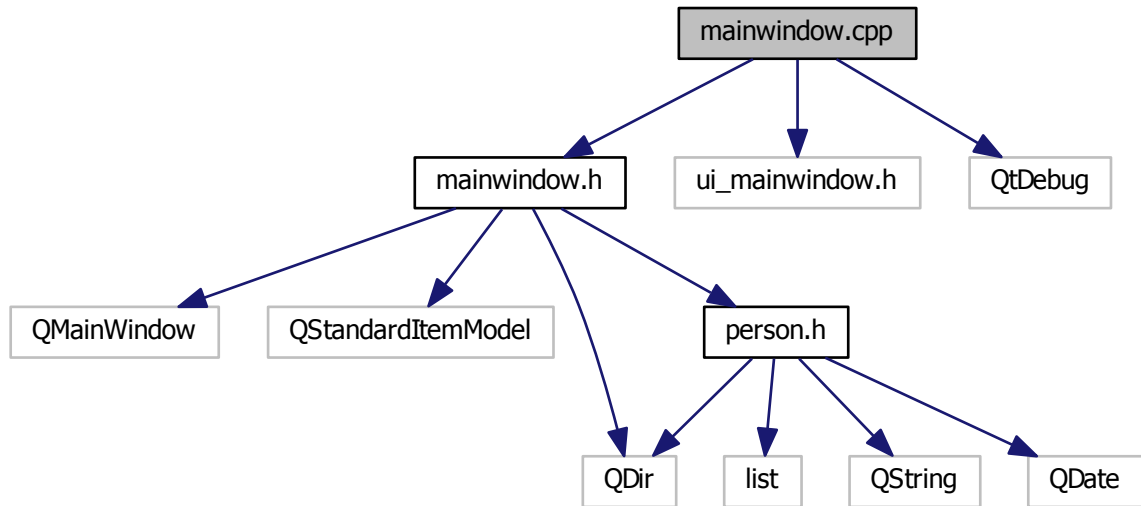 mainwindow.cpp
mainwindow.h
ui_mainwindow.h
QtDebug
QMainWindow
QStandardItemModel
person.h
QDir
list
QString
QDate